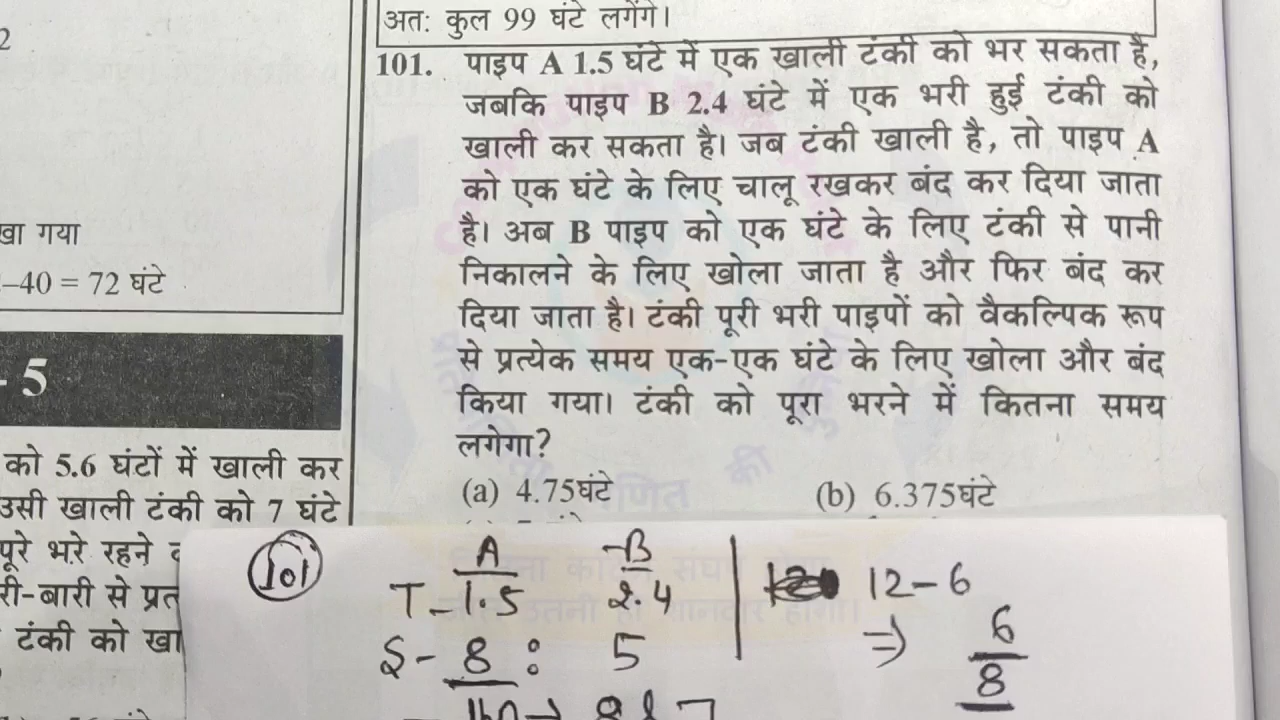 अत: कुल 99 घंटे लगेंगे।
2
खा गया
–40 = 72 घंटे
- 5
को 5.6 घंटों में खाली कर
उसी खाली टंकी को 7 घंटे
पूरे भरे रहने
री-बारी से प्रत
टंकी को खा
101. पाइप A 1.5 घंटे में एक खाली टंकी को भर सकता है,
जबकि पाइप B 2.4 घंटे में एक भरी हुई टंकी को
खाली कर सकता है। जब टंकी खाली है, तो पाइप A
को एक घंटे के लिए चालू रखकर बंद कर दिया जाता
है। अब B पाइप को एक घंटे के लिए टंकी से पानी
निकालने के लिए खोला जाता है और फिर बंद कर
दिया जाता है। टंकी पूरी भरी पाइपों को वैकल्पिक रूप
से प्रत्येक समय एक-एक घंटे के लिए खोला और बंद
किया गया। टंकी को पूरा भरने में कितना समय
लगेगा?
(a) 4.75घंटे (b) 6.375घंटे
101 A -B
T - 1.5 2.4 12 - 6
S - 8 : 5 => 6
8